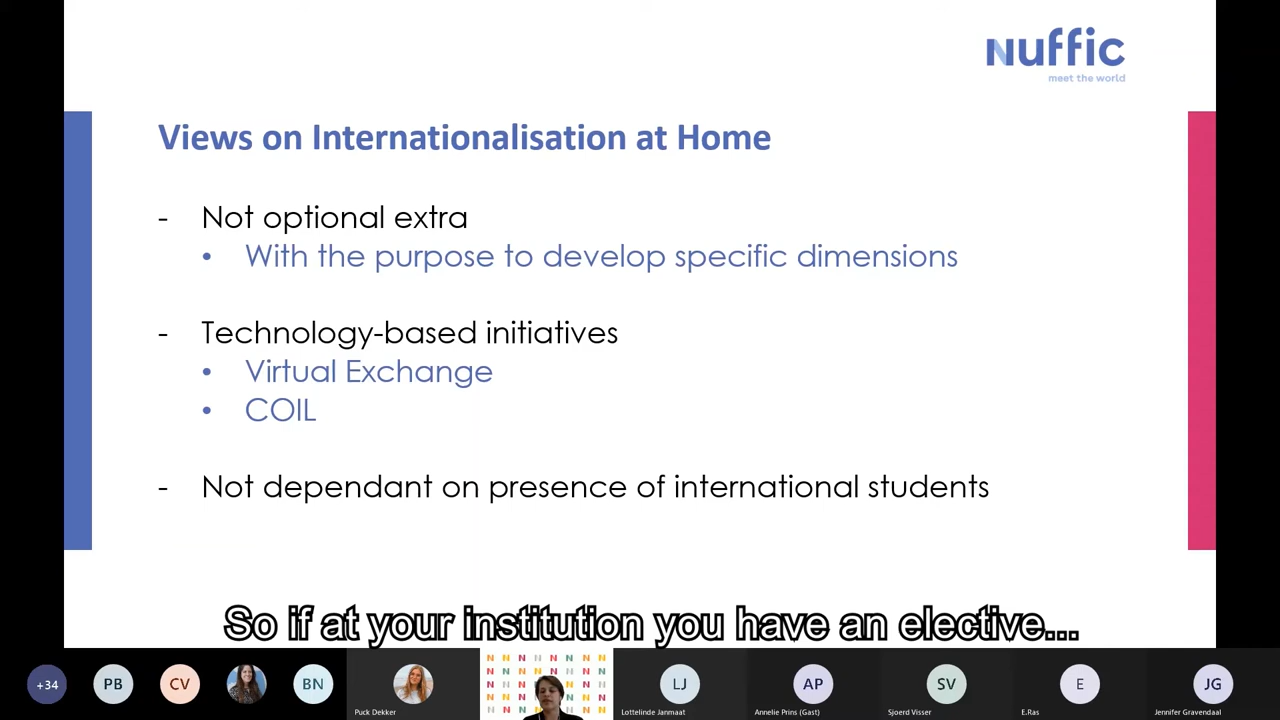 Nuffic
meet the world
Views on Internationalisation at Home
- Not optional extra
• With the purpose to develop specific dimensions
- Technology-based initiatives
• Virtual Exchange
• COIL
- Not dependant on presence of international students
So if at your institution you have an elective...
+34 PB CV BN LJ AP SV E JG
Puck Dekker Lottelinde Janmaat Annelie Prins (Gast) Sjoerd Visser E.Ras Jennifer Gravendaal